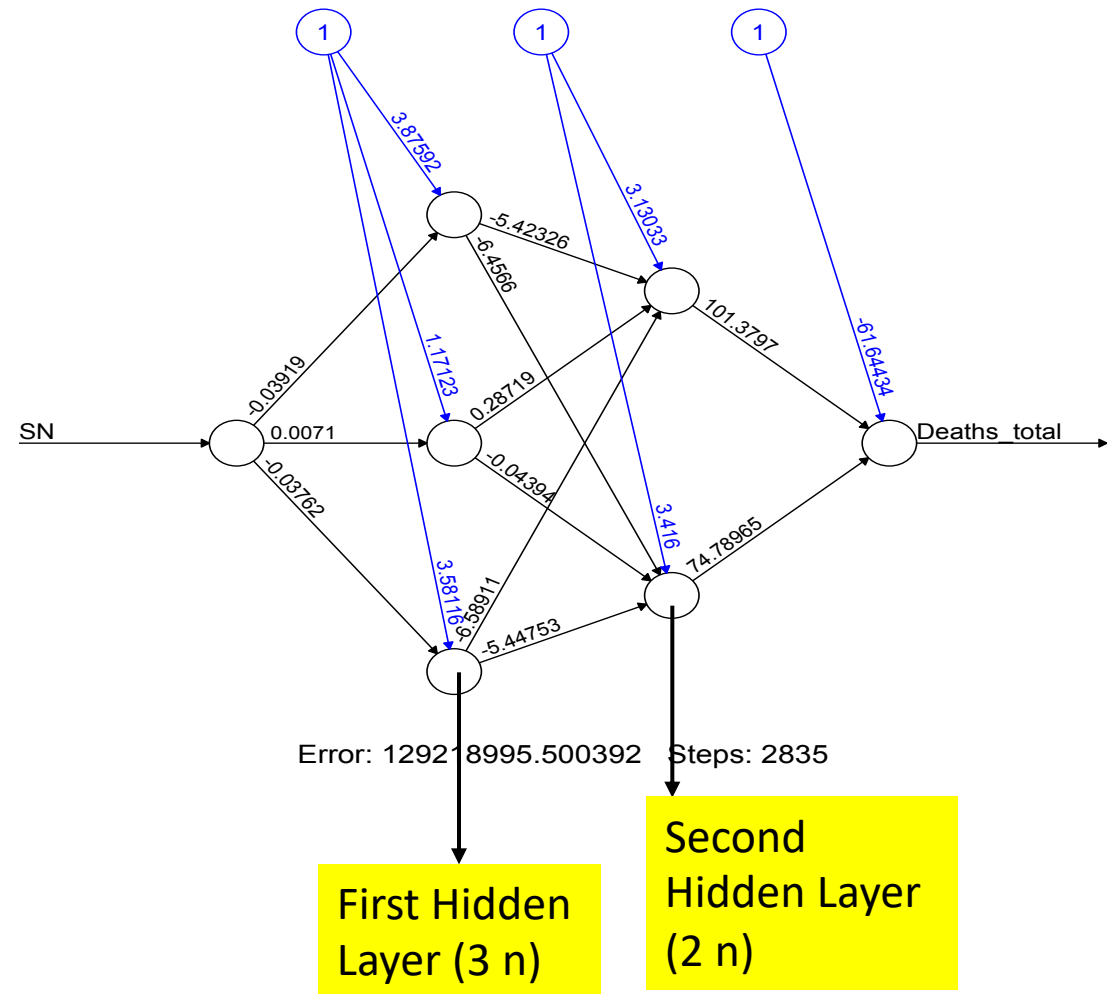 1
1
1
3.87592
3.13033
-5.42326
-6.4566
101.3797
-61.64434
1.17123
-0.03919
0.28719
SN
0.0071
Deaths_total
-0.04394
-0.03762
3.416
74.78965
3.58116
-6.58911
-5.44753
Error: 129218995.500392 Steps: 2835
First Hidden
Layer (3 n)
Second
Hidden Layer
(2 n)